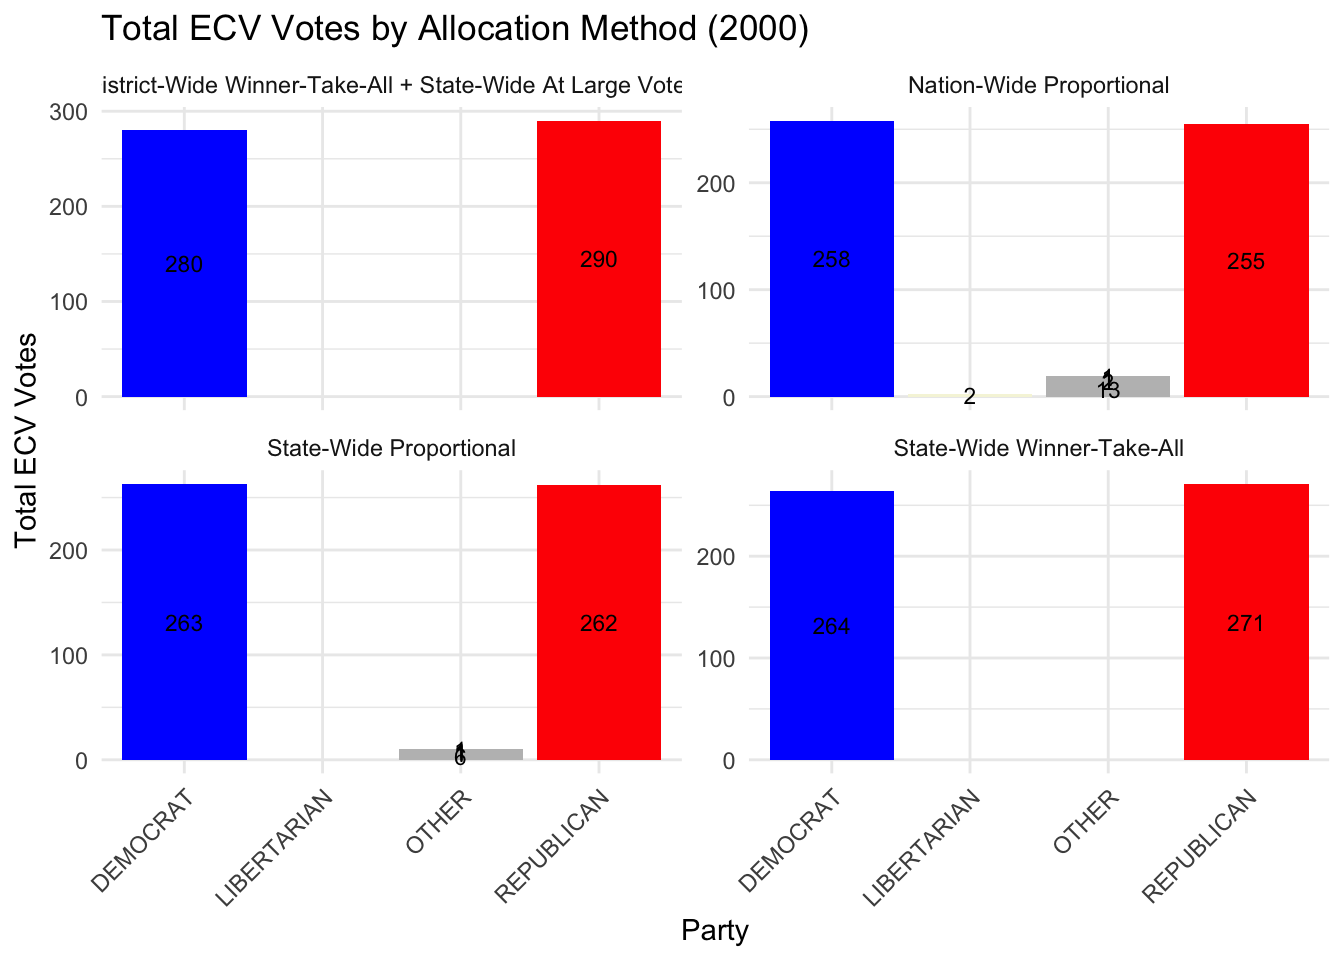 Total ECV Votes by Allocation Method (2000)
istrict-Wide Winner-Take-All + State-Wide At Large Vote
Nation-Wide Proportional
300
200
100
0
280
290
200
100
0
258
2
13
255
State-Wide Proportional
State-Wide Winner-Take-All
200
100
0
263
6
262
200
100
0
264
271
DEMOCRAT
LIBERTARIAN
OTHER
REPUBLICAN
DEMOCRAT
LIBERTARIAN
OTHER
REPUBLICAN
Total ECV Votes
Party